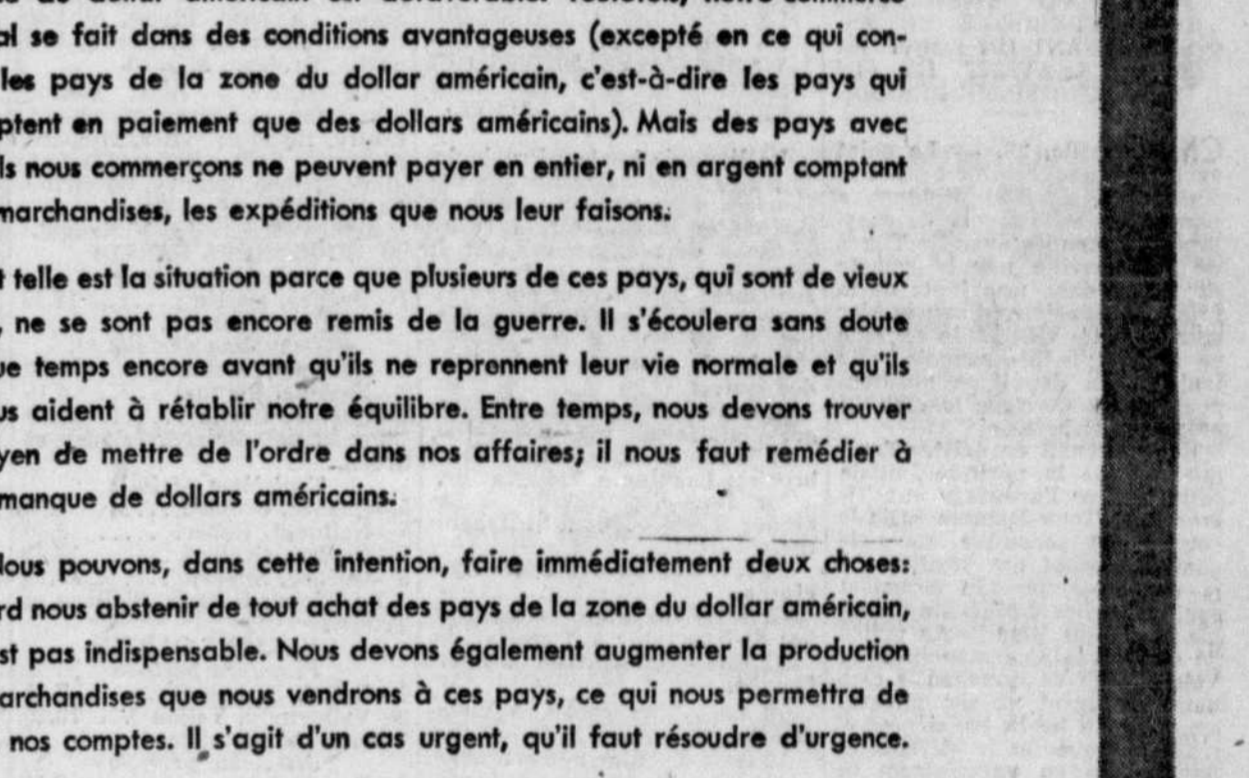 al se fait dans des conditions avantageuses (excepté en ce qui con-
les pays de la zone du dollar américain, c'est-à-dire les pays qui
ptent en paiement que des dollars américains). Mais des pays avec
ls nous commerçons ne peuvent payer en entier, ni en argent comptant
marchandises, les expéditions que nous leur faisons.
t telle est la situation parce que plusieurs de ces pays, qui sont de vieux
, ne se sont pas encore remis de la guerre. Il s'écoulera sans doute
ue temps encore avant qu'ils ne reprennent leur vie normale et qu'ils
us aident à rétablir notre équilibre. Entre temps, nous devons trouver
yen de mettre de l'ordre dans nos affaires; il nous faut remédier à
manque de dollars américains.
lous pouvons, dans cette intention, faire immédiatement deux choses:
rd nous abstenir de tout achat des pays de la zone du dollar américain,
st pas indispensable. Nous devons également augmenter la production
archandises que nous vendrons à ces pays, ce qui nous permettra de
nos comptes. Il s'agit d'un cas urgent, qu'il faut résoudre d'urgence.